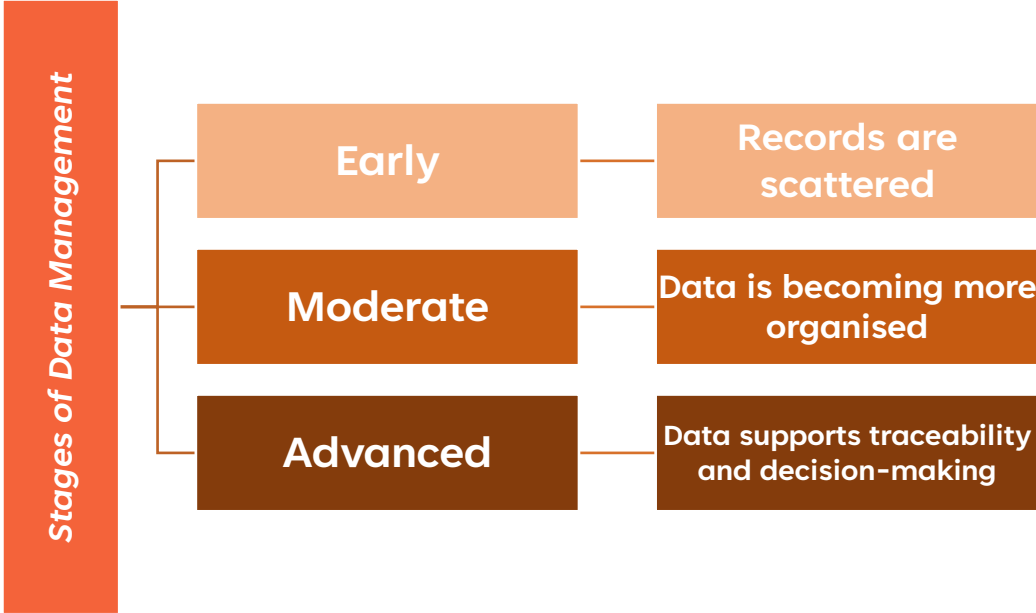 Stages of Data Management
Early
Records are
scattered
Moderate
Data is becoming more
organised
Advanced
Data supports traceability
and decision-making